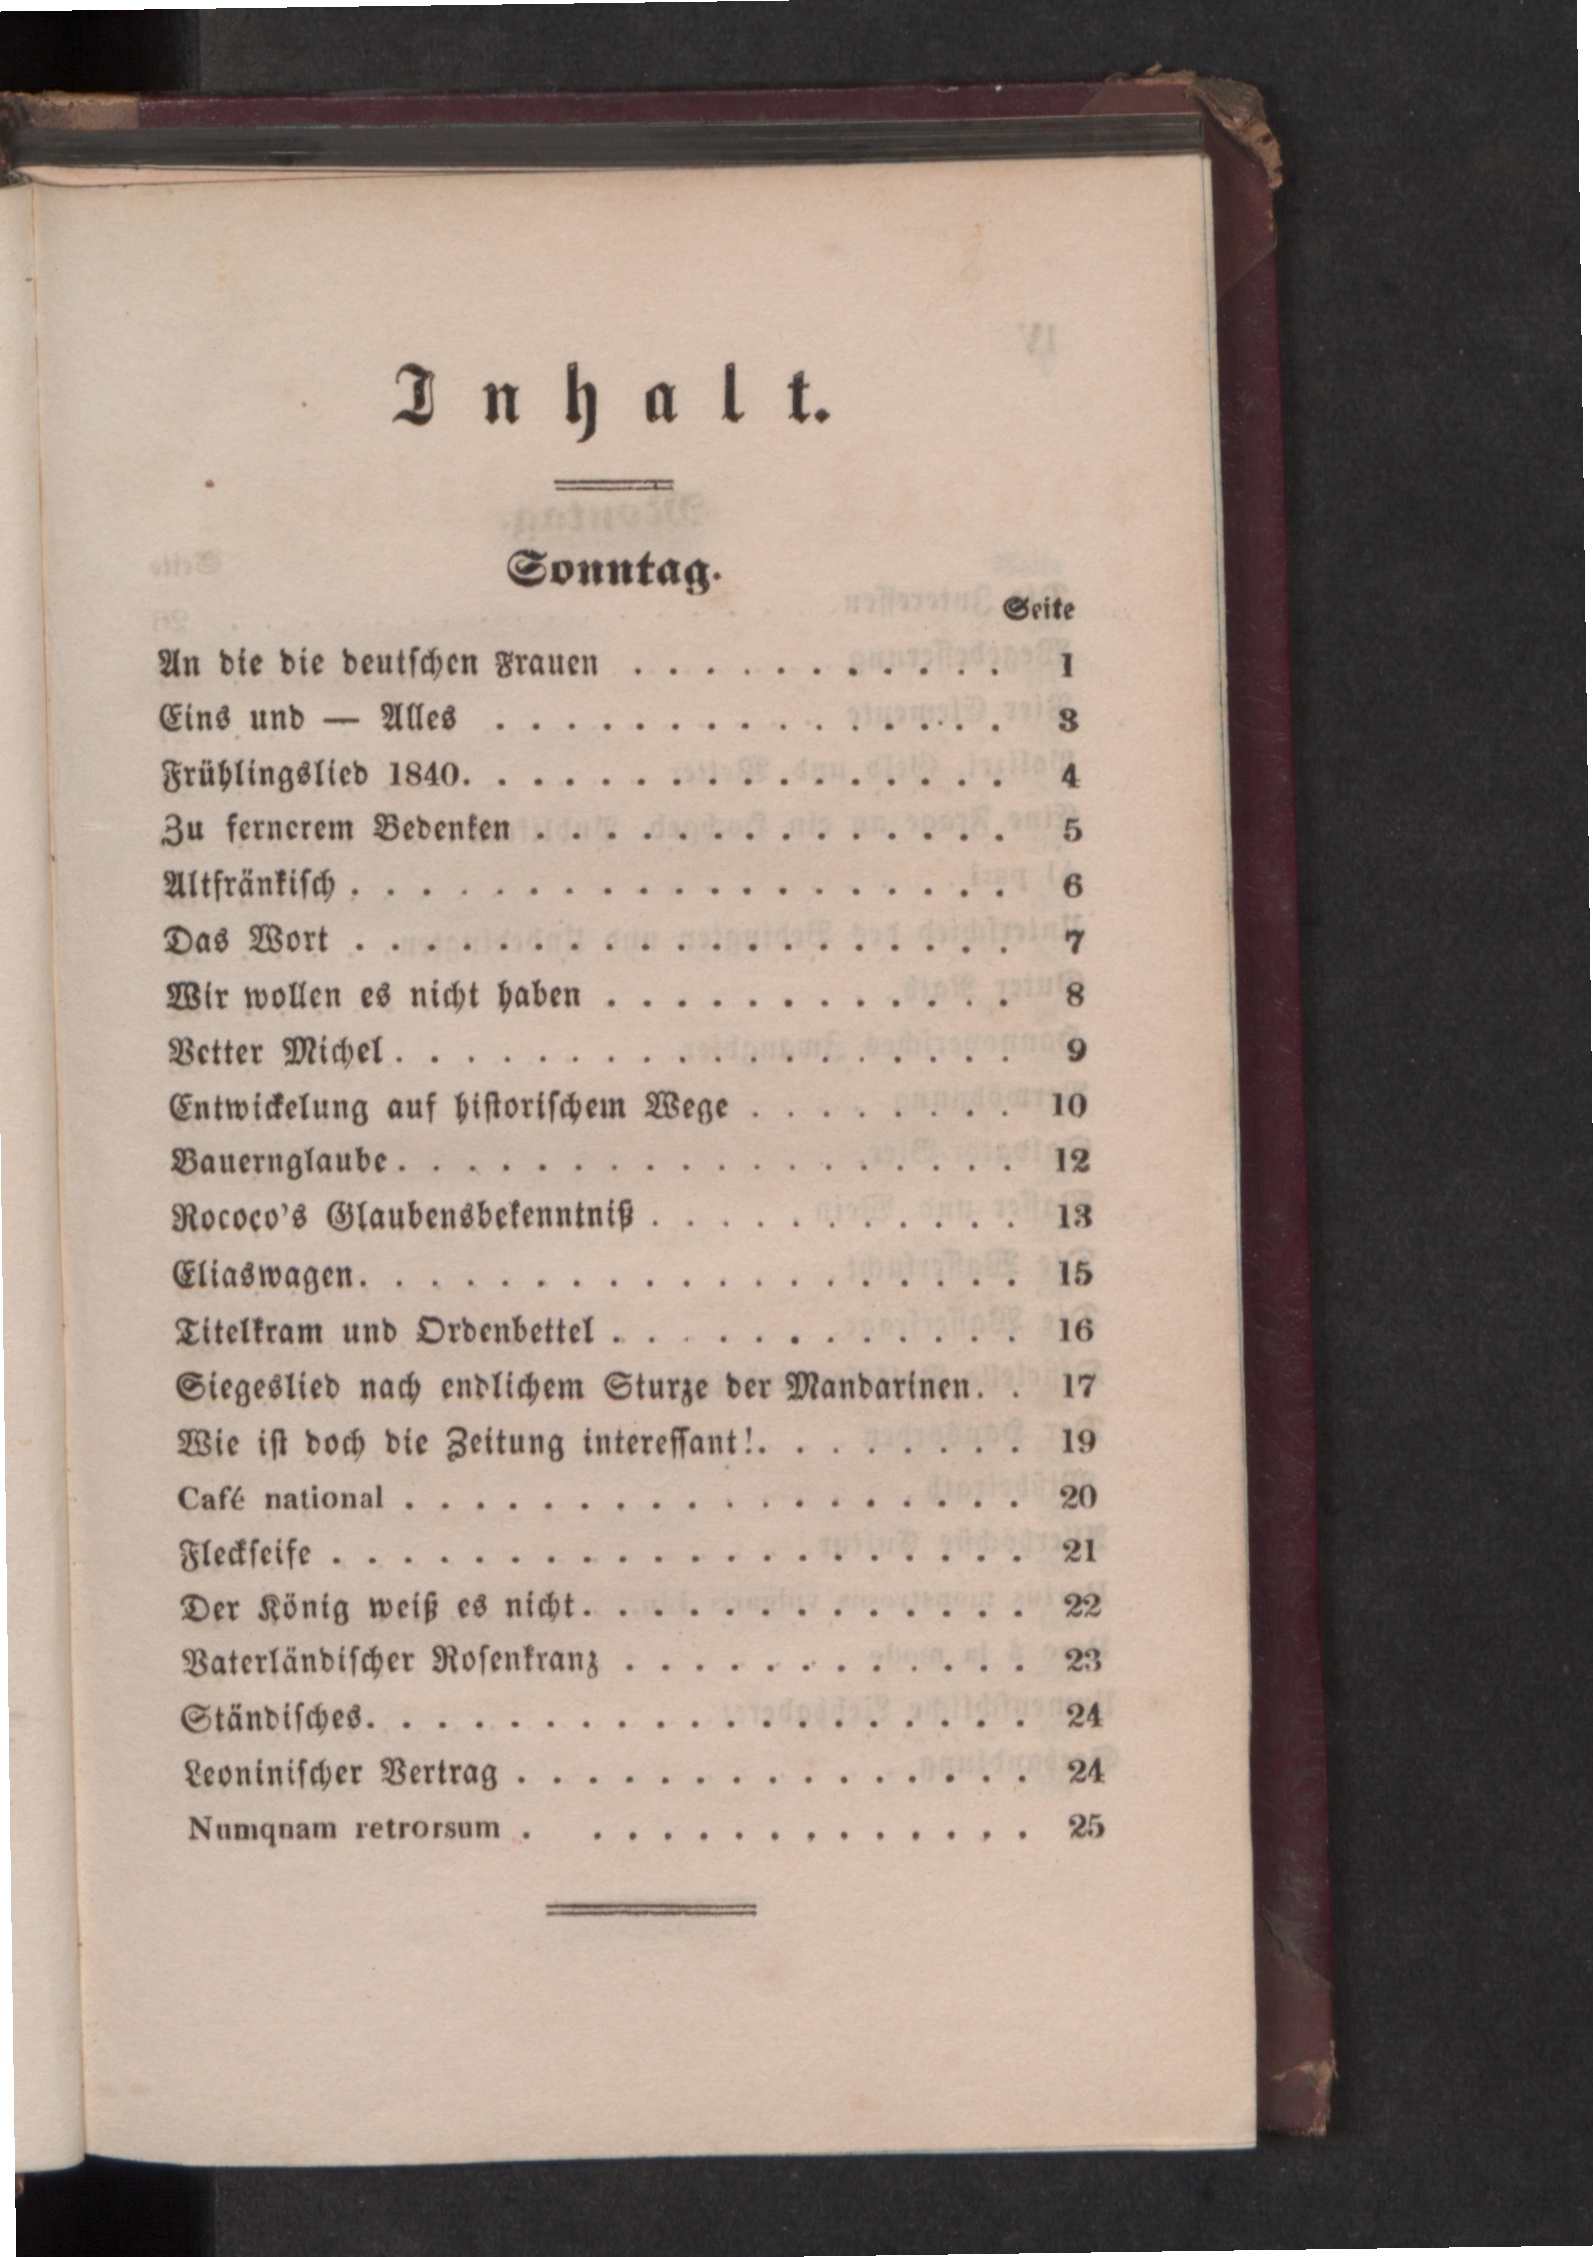 Inhalt.
Sonntag.
Seite
An die die deutschen Frauen . . . . . . . . . . . 1
Eins und — Alles . . . . . . . . . . . . . . . 3
Frühlingslied 1840. . . . . . . . . . . . . . . . 4
Zu fernerem Bedenken . . . . . . . . . . . . . . 5
Altfränkisch . . . . . . . . . . . . . . . . . . . 6
Das Wort . . . . . . . . . . . . . . . . . . . 7
Wir wollen es nicht haben . . . . . . . . . . . . 8
Vetter Michel . . . . . . . . . . . . . . . . . . 9
Entwickelung auf historischem Wege . . . . . . . . 10
Bauernglaube . . . . . . . . . . . . . . . . . . 12
Rococo's Glaubensbekenntniß . . . . . . . . . . . 13
Eliaswagen. . . . . . . . . . . . . . . . . . . 15
Titelkram und Ordenbettel . . . . . . . . . . . . 16
Siegeslied nach endlichem Sturze der Mandarinen. . 17
Wie ist doch die Zeitung interessant!. . . . . . . . 19
Café national . . . . . . . . . . . . . . . . . . 20
Fleckseife . . . . . . . . . . . . . . . . . . . . 21
Der König weiß es nicht. . . . . . . . . . . . . 22
Vaterländischer Rosenkranz . . . . . . . . . . . . 23
Ständisches. . . . . . . . . . . . . . . . . . . 24
Leoninischer Vertrag . . . . . . . . . . . . . . . 24
Numqnam retrorsum . . . . . . . . . . . . . . 25